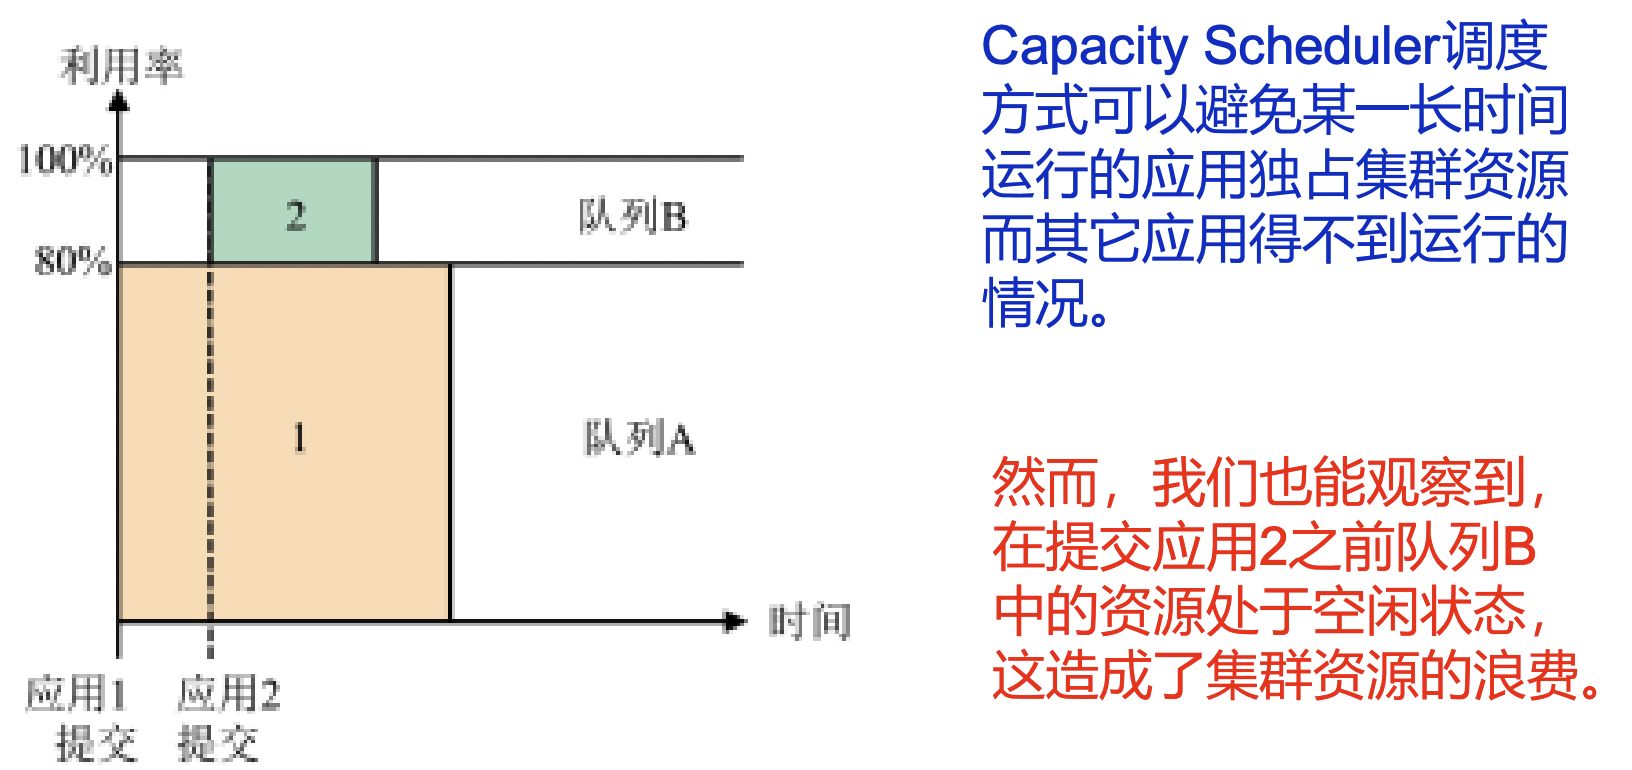 利用率
100%
2
队列B
80%
1
队列A
时间
应用1
提交
应用2
提交
Capacity Scheduler调度
方式可以避免某一长时间
运行的应用独占集群资源
而其它应用得不到运行的
情况。
然而，我们也能观察到，
在提交应用2之前队列B
中的资源处于空闲状态，
这造成了集群资源的浪费。